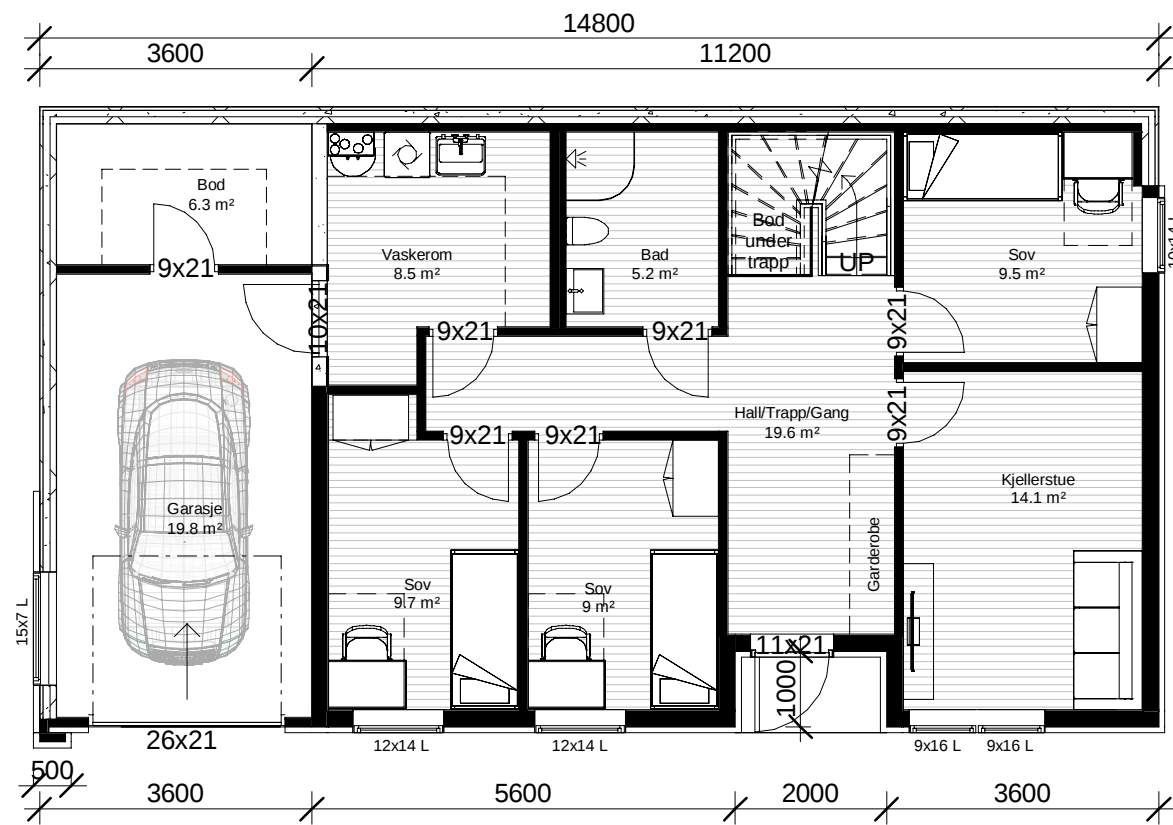 14800
3600
11200
Bod
6.3 m²
9x21
10x21
Vaskerom
8.5 m²
9x21
Bad
5.2 m²
9x21
Bod
under
trapp
UP
Sov
9.5 m²
10x14 L
9x21
9x21
Hall/Trapp/Gang
19.6 m²
9x21
9x21
Kjellerstue
14.1 m²
Garasje
19.8 m²
Garderobe
Sov
9.7 m²
Sov
9 m²
15x7 L
11x21
1000
26x21
12x14 L
12x14 L
9x16 L
9x16 L
500
3600
5600
2000
3600